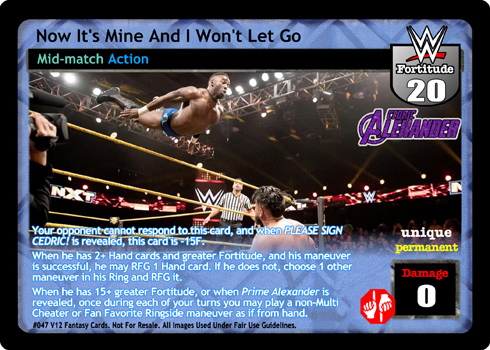 Now It's Mine And I Won't Let Go
Mid-match Action
W
Fortitude
20
CEDRIC
ALEXANDER
NXT
W
NXT
Your opponent cannot respond to this card, and when PLEASE SIGN
CEDRIC! is revealed, this card is -15F.
When he has 2+ Hand cards and greater Fortitude, and his maneuver
is successful, he may RFG 1 Hand card. If he does not, choose 1 other
maneuver in his Ring and RFG it.
When he has 15+ greater Fortitude, or when Prime Alexander is
revealed, once during each of your turns you may play a non-Multi
Cheater or Fan Favorite Ringside maneuver as if from hand.
#047 V12 Fantasy Cards. Not For Resale. All Images Used Under Fair Use Guidelines.
unique
permanent
Damage
0